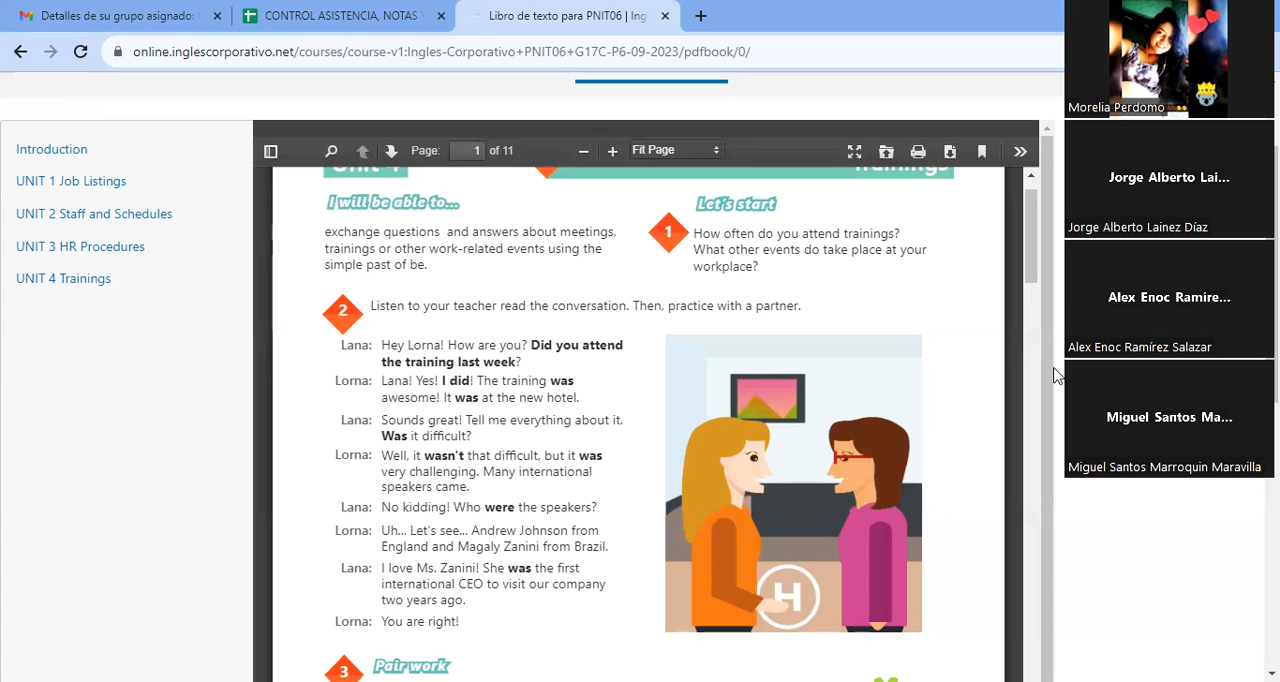 Detalles de su grupo asignado:
CONTROL ASISTENCIA, NOTAS Y
Libro de texto para PNIT06 | Ing
online.inglescorporativo.net/courses/course-v1:Ingles-Corporativo+PNIT06+G17C-P6-09-2023/pdfbook/0/
Introduction
UNIT 1 Job Listings
UNIT 2 Staff and Schedules
UNIT 3 HR Procedures
UNIT 4 Trainings
Page: 1 of 11
Fit Page
Unit 4
Trainings
I will be able to...
exchange questions and answers about meetings,
trainings or other work-related events using the
simple past of be.
Let's start
1
How often do you attend trainings?
What other events do take place at your
workplace?
2
Listen to your teacher read the conversation. Then, practice with a partner.
Lana: Hey Lorna! How are you? Did you attend
the training last week?
Lorna: Lana! Yes! I did! The training was
awesome! It was at the new hotel.
Lana: Sounds great! Tell me everything about it.
Was it difficult?
Lorna: Well, it wasn't that difficult, but it was
very challenging. Many international
speakers came.
Lana: No kidding! Who were the speakers?
Lorna: Uh... Let's see... Andrew Johnson from
England and Magaly Zanini from Brazil.
Lana: I love Ms. Zanini! She was the first
international CEO to visit our company
two years ago.
Lorna: You are right!
H
3
Pair work
Morelia Perdomo
Jorge Alberto Lai...
Jorge Alberto Lainez Díaz
Alex Enoc Ramíre...
Alex Enoc Ramírez Salazar
Miguel Santos Ma...
Miguel Santos Marroquin Maravilla